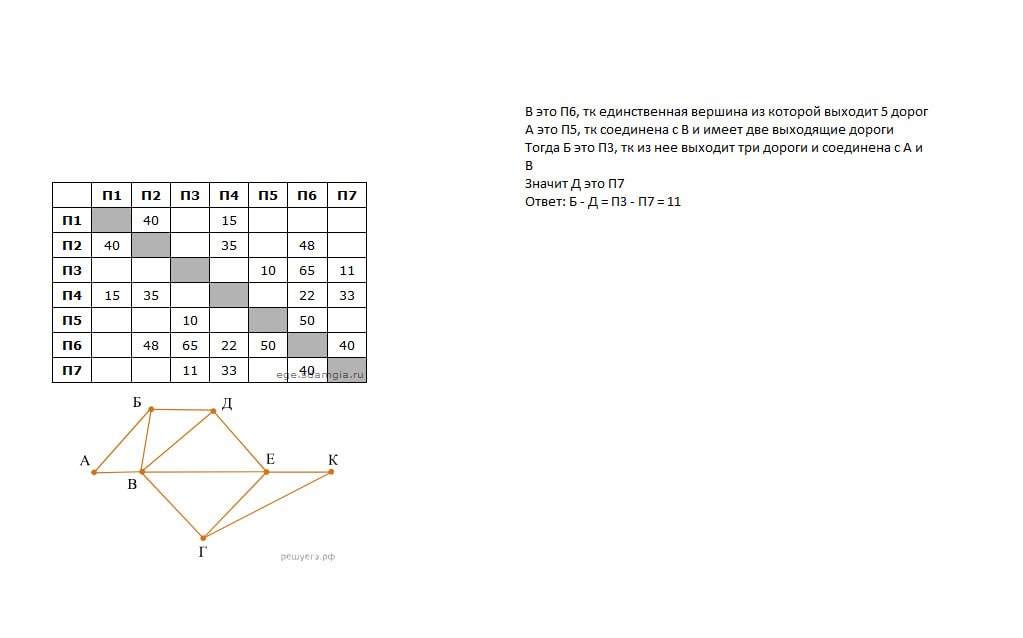 В это П6, тк единственная вершина из которой выходит 5 дорог
А это П5, тк соединена с В и имеет две выходящие дороги
Тогда Б это П3, тк из нее выходит три дороги и соединена с А и
В
Значит Д это П7
Ответ: Б - Д = П3 - П7 = 11
П1 П2 П3 П4 П5 П6 П7
П1 40 15
П2 40 35 48
П3 10 65 11
П4 15 35 22 33
П5 10 50
П6 48 65 22 50 40
П7 11 33 40
ege.sdamgia.ru
Б Д
А В Е К
Г
решуегэ.рф